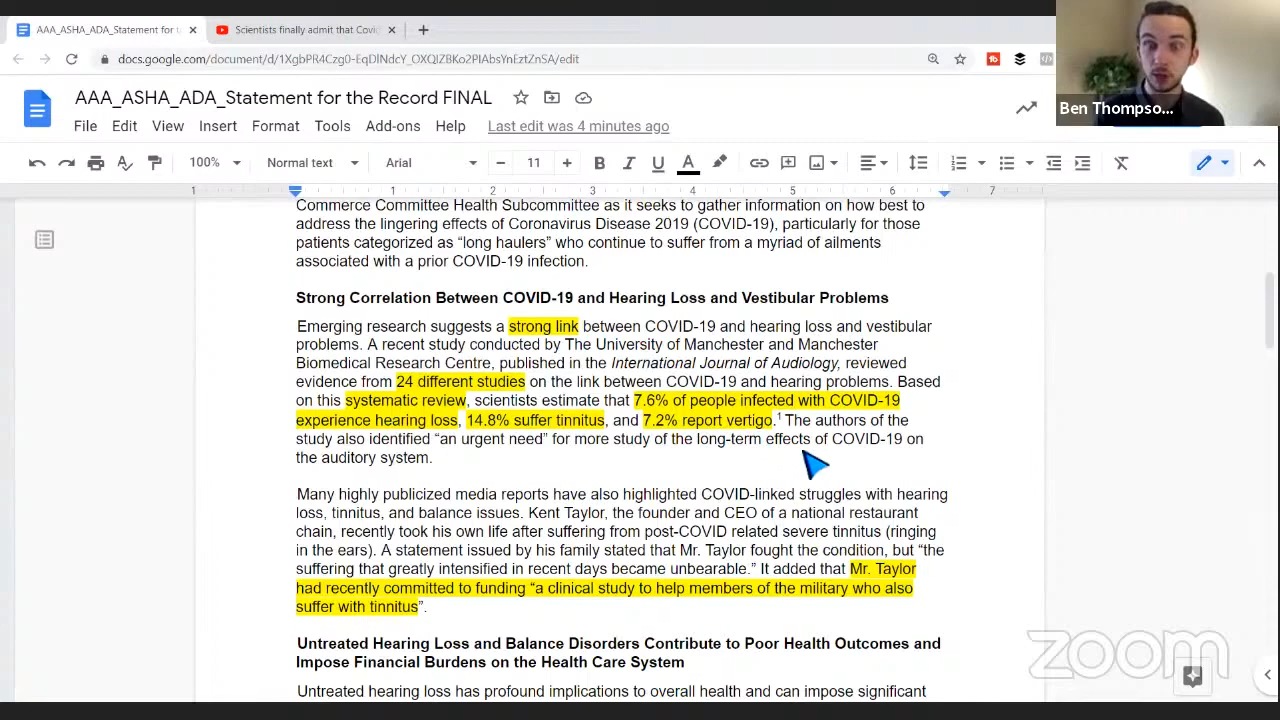 AAA_ASHA_ADA_Statement for t
Scientists finally admit that Covi
docs.google.com/document/d/1XgbPR4Czg0-EqDlNdcY_OXQIZBKo2PIAbsYnEztZnSA/edit
Ben Thompso...
AAA_ASHA_ADA_Statement for the Record FINAL
File Edit View Insert Format Tools Add-ons Help Last edit was 4 minutes ago
100% Normal text Arial 11
1 1 2 3 4 5 6 7
Commerce Committee Health Subcommittee as it seeks to gather information on how best to
address the lingering effects of Coronavirus Disease 2019 (COVID-19), particularly for those
patients categorized as “long haulers” who continue to suffer from a myriad of ailments
associated with a prior COVID-19 infection.
Strong Correlation Between COVID-19 and Hearing Loss and Vestibular Problems
Emerging research suggests a strong link between COVID-19 and hearing loss and vestibular
problems. A recent study conducted by The University of Manchester and Manchester
Biomedical Research Centre, published in the International Journal of Audiology, reviewed
evidence from 24 different studies on the link between COVID-19 and hearing problems. Based
on this systematic review, scientists estimate that 7.6% of people infected with COVID-19
experience hearing loss, 14.8% suffer tinnitus, and 7.2% report vertigo.¹ The authors of the
study also identified “an urgent need” for more study of the long-term effects of COVID-19 on
the auditory system.
Many highly publicized media reports have also highlighted COVID-linked struggles with hearing
loss, tinnitus, and balance issues. Kent Taylor, the founder and CEO of a national restaurant
chain, recently took his own life after suffering from post-COVID related severe tinnitus (ringing
in the ears). A statement issued by his family stated that Mr. Taylor fought the condition, but “the
suffering that greatly intensified in recent days became unbearable.” It added that Mr. Taylor
had recently committed to funding “a clinical study to help members of the military who also
suffer with tinnitus”.
Untreated Hearing Loss and Balance Disorders Contribute to Poor Health Outcomes and
Impose Financial Burdens on the Health Care System
Untreated hearing loss has profound implications to overall health and can impose significant
zoom